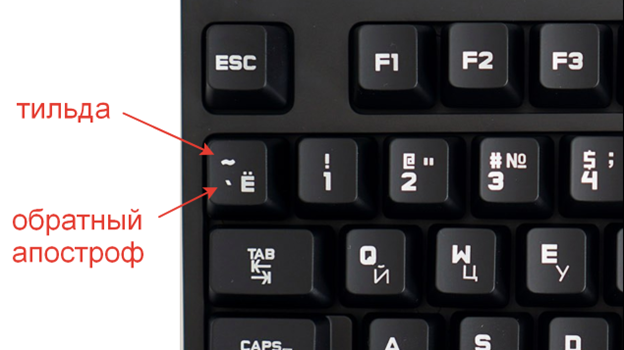 ESC F1 F2 F3
тильда
~ ! @ " # № $ ;
` Ё 1 2 3 4
обратный
апостроф
TAB Q W E
Й Ц У
CAPS A S D